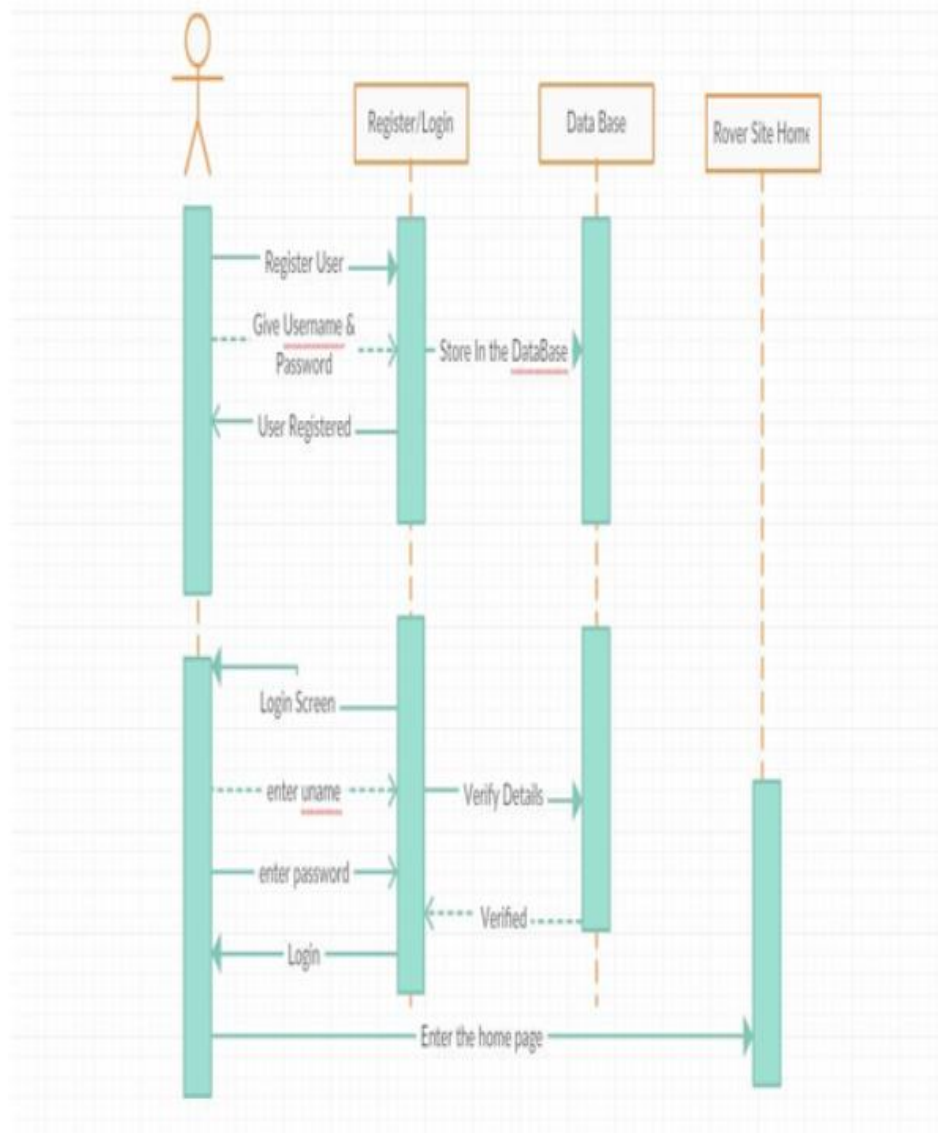 Register/Login
Data Base
Rover Site Home
Register User
Give Username &
Password
Store In the DataBase
User Registered
Login Screen
enter uname
Verify Details
enter password
Verified
Login
Enter the home page